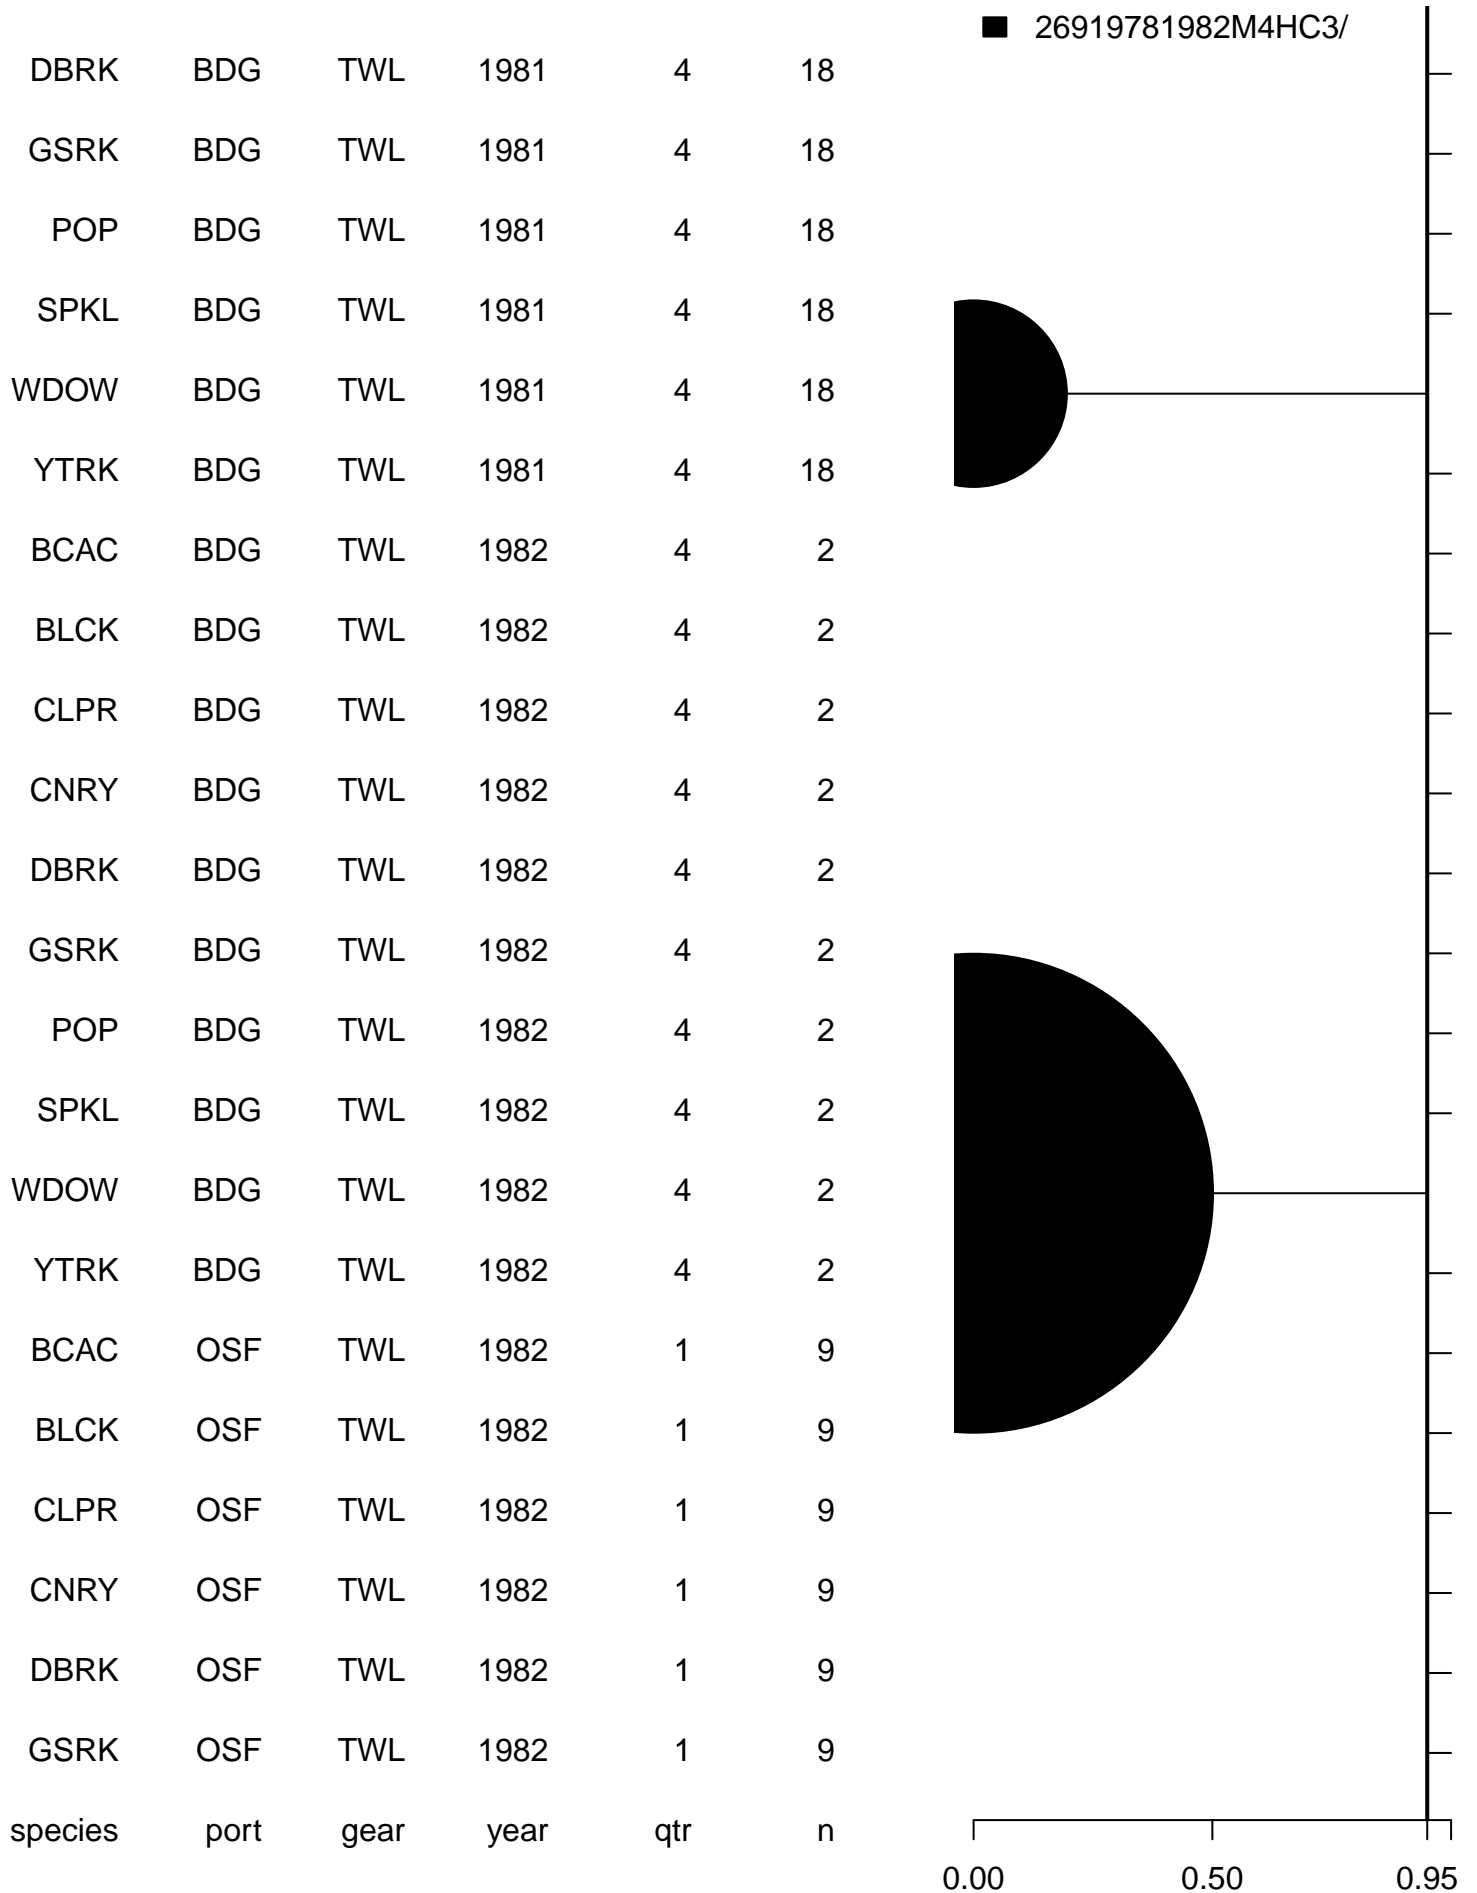 26919781982M4HC3/
DBRK BDG TWL 1981 4 18
GSRK BDG TWL 1981 4 18
POP BDG TWL 1981 4 18
SPKL BDG TWL 1981 4 18
WDOW BDG TWL 1981 4 18
YTRK BDG TWL 1981 4 18
BCAC BDG TWL 1982 4 2
BLCK BDG TWL 1982 4 2
CLPR BDG TWL 1982 4 2
CNRY BDG TWL 1982 4 2
DBRK BDG TWL 1982 4 2
GSRK BDG TWL 1982 4 2
POP BDG TWL 1982 4 2
SPKL BDG TWL 1982 4 2
WDOW BDG TWL 1982 4 2
YTRK BDG TWL 1982 4 2
BCAC OSF TWL 1982 1 9
BLCK OSF TWL 1982 1 9
CLPR OSF TWL 1982 1 9
CNRY OSF TWL 1982 1 9
DBRK OSF TWL 1982 1 9
GSRK OSF TWL 1982 1 9
species port gear year qtr n
0.00 0.50 0.95